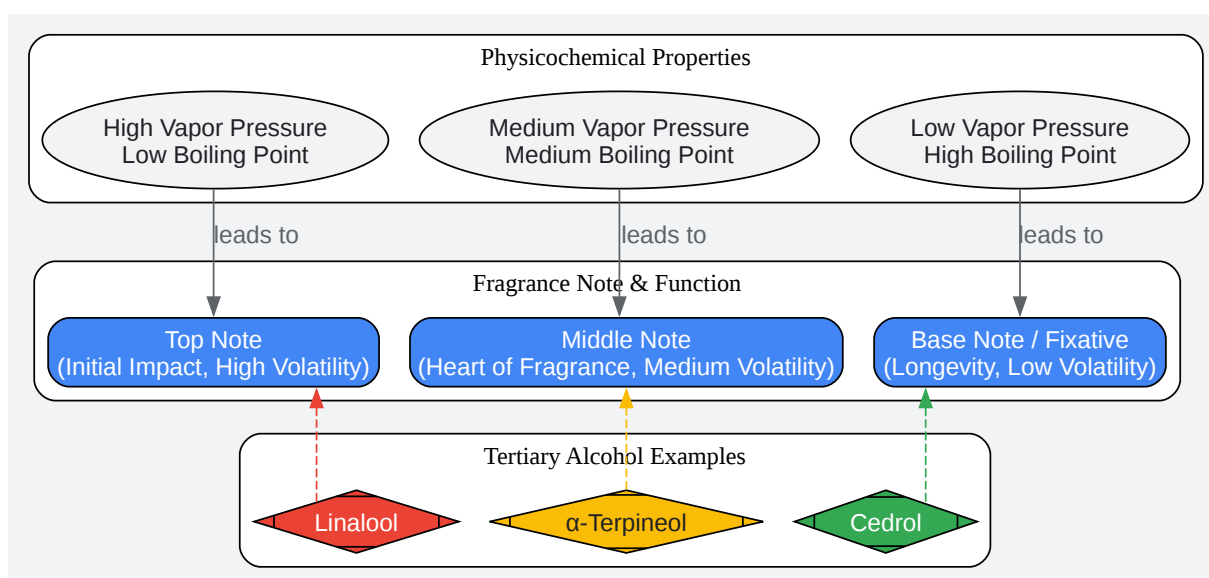 Physicochemical Properties
High Vapor Pressure
Low Boiling Point
Medium Vapor Pressure
Medium Boiling Point
Low Vapor Pressure
High Boiling Point
leads to
leads to
leads to
Fragrance Note & Function
Top Note
(Initial Impact, High Volatility)
Middle Note
(Heart of Fragrance, Medium Volatility)
Base Note / Fixative
(Longevity, Low Volatility)
Tertiary Alcohol Examples
Linalool
α-Terpineol
Cedrol